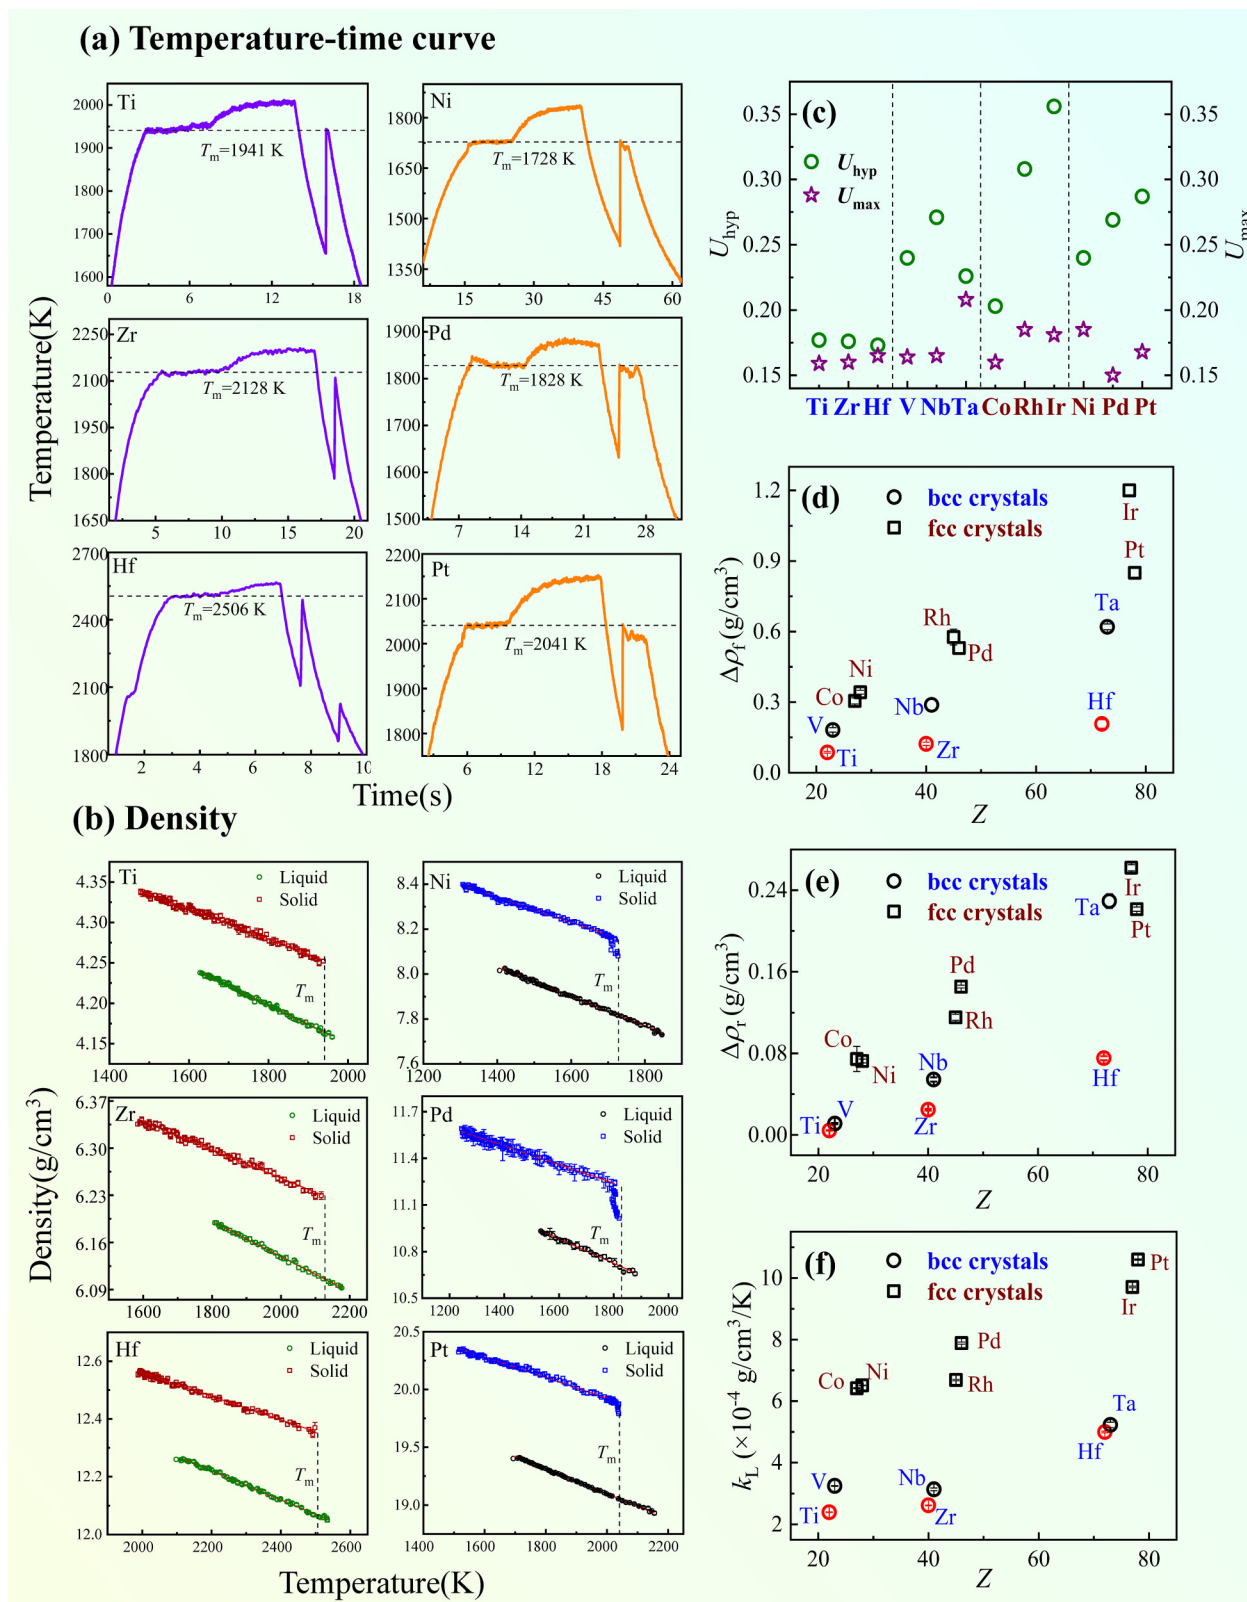 (a) Temperature-time curve
Temperature(K)
Ti
2000
1900
1800
1700
1600
Tm=1941 K
0 6 12 18
Ni
1800
1650
1500
1350
Tm=1728 K
15 30 45 60
Zr
2250
2100
1950
1800
1650
Tm=2128 K
5 10 15 20
Pd
1900
1800
1700
1600
1500
Tm=1828 K
7 14 21 28
Hf
2700
2400
2100
1800
Tm=2506 K
2 4 6 8 10
Pt
2200
2100
2000
1900
1800
Tm=2041 K
6 12 18 24
Time(s)
(b) Density
Density(g/cm³)
Ti
Liquid
Solid
4.35
4.30
4.25
4.20
4.15
Tm
1400 1600 1800 2000
Ni
Liquid
Solid
8.4
8.2
8.0
7.8
7.6
Tm
1200 1400 1600 1800
Zr
Liquid
Solid
6.37
6.30
6.23
6.16
6.09
Tm
1600 1800 2000 2200
Pd
Liquid
Solid
11.7
11.4
11.1
10.8
10.5
Tm
1200 1400 1600 1800 2000
Hf
Liquid
Solid
12.6
12.4
12.2
12.0
Tm
2000 2200 2400 2600
Pt
Liquid
Solid
20.5
20.0
19.5
19.0
Tm
1400 1600 1800 2000 2200
Temperature(K)
(c)
Uhyp
Umax
0.35
0.30
0.25
0.20
0.15
Uhyp
0.35
0.30
0.25
0.20
0.15
Umax
Ti Zr Hf V Nb Ta Co Rh Ir Ni Pd Pt
(d)
bcc crystals
fcc crystals
1.2
0.9
0.6
0.3
0.0
Δρf (g/cm³)
Ir
Pt
Ta
Rh
Pd
Ni
Co
Nb
Hf
V
Ti
Zr
20 40 60 80
Z
(e)
bcc crystals
fcc crystals
0.24
0.16
0.08
0.00
Δρr (g/cm³)
Ir
Ta
Pt
Pd
Rh
Co
Ni
Nb
Hf
V
Ti
Zr
20 40 60 80
Z
(f)
bcc crystals
fcc crystals
10
8
6
4
2
kL (×10⁻⁴ g/cm³/K)
Pt
Ir
Pd
Ni
Co
Rh
Ta
Hf
V
Nb
Ti
Zr
20 40 60 80
Z